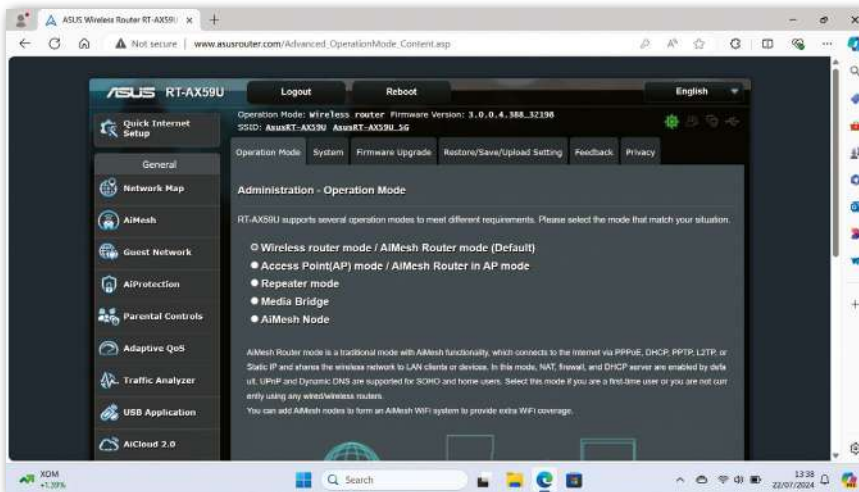 ASUS Wireless Router RT-AX59U
Not secure
www.asusrouter.com/Advanced_OperationMode_Content.asp
ASUS RT-AX59U
Logout
Reboot
English
Quick Internet Setup
Operation Mode: Wireless router Firmware Version: 3.0.0.4.388_32198
SSID: AsusRT-AX59U AsusRT-AX59U_5G
General
Operation Mode System Firmware Upgrade Restore/Save/Upload Setting Feedback Privacy
Network Map
AiMesh
Guest Network
AiProtection
Parental Controls
Adaptive QoS
Traffic Analyzer
USB Application
AiCloud 2.0
Administration - Operation Mode
RT-AX59U supports several operation modes to meet different requirements. Please select the mode that match your situation.
Wireless router mode / AiMesh Router mode (Default)
Access Point(AP) mode / AiMesh Router in AP mode
Repeater mode
Media Bridge
AiMesh Node
AiMesh Router mode is a traditional mode with AiMesh functionality, which connects to the Internet via PPPoE, DHCP, PPTP, L2TP, or
Static IP and shares the wireless network to LAN clients or devices. In this mode, NAT, firewall, and DHCP server are enabled by defa
ult. UPnP and Dynamic DNS are supported for SOHO and home users. Select this mode if you are a first-time user or you are not curr
ently using any wired/wireless routers.
You can add AiMesh nodes to form an AiMesh WiFi system to provide extra WiFi coverage.
XOM
+1.39%
Search
13:38
22/07/2024